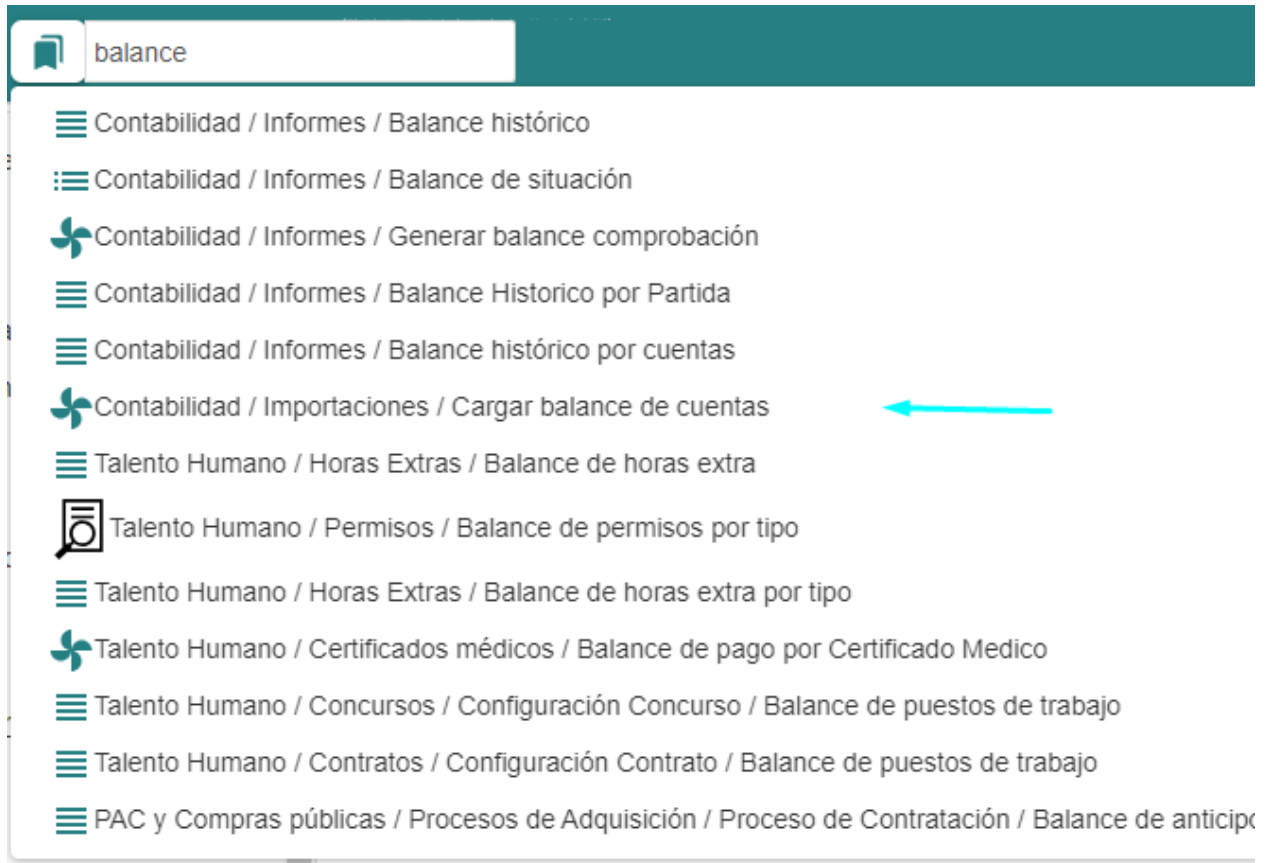 balance
Contabilidad / Informes / Balance histórico
Contabilidad / Informes / Balance de situación
Contabilidad / Informes / Generar balance comprobación
Contabilidad / Informes / Balance Historico por Partida
Contabilidad / Informes / Balance histórico por cuentas
Contabilidad / Importaciones / Cargar balance de cuentas
Talento Humano / Horas Extras / Balance de horas extra
Talento Humano / Permisos / Balance de permisos por tipo
Talento Humano / Horas Extras / Balance de horas extra por tipo
Talento Humano / Certificados médicos / Balance de pago por Certificado Medico
Talento Humano / Concursos / Configuración Concurso / Balance de puestos de trabajo
Talento Humano / Contratos / Configuración Contrato / Balance de puestos de trabajo
PAC y Compras públicas / Procesos de Adquisición / Proceso de Contratación / Balance de anticipo